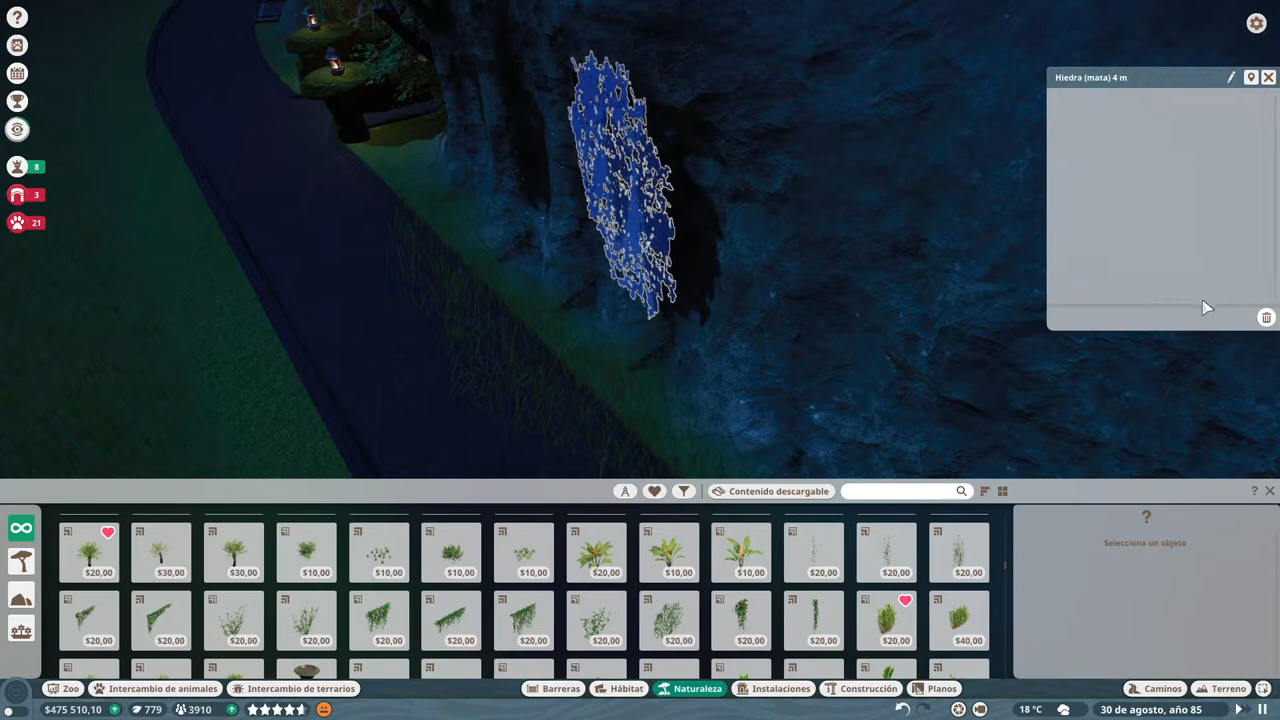 ?
Hiedra (mata) 4 m
8
3
21
Contenido descargable
?
?
Selecciona un objeto
$20,00 $30,00 $30,00 $10,00 $10,00 $10,00 $10,00 $20,00 $10,00 $10,00 $20,00 $20,00 $20,00
$20,00 $20,00 $20,00 $20,00 $20,00 $20,00 $20,00 $20,00 $20,00 $20,00 $20,00 $20,00 $40,00
Zoo Intercambio de animales Intercambio de terrarios Barreras Hábitat Naturaleza Instalaciones Construcción Planos Caminos Terreno
$475 510,10 779 3910 18 °C 30 de agosto, año 85